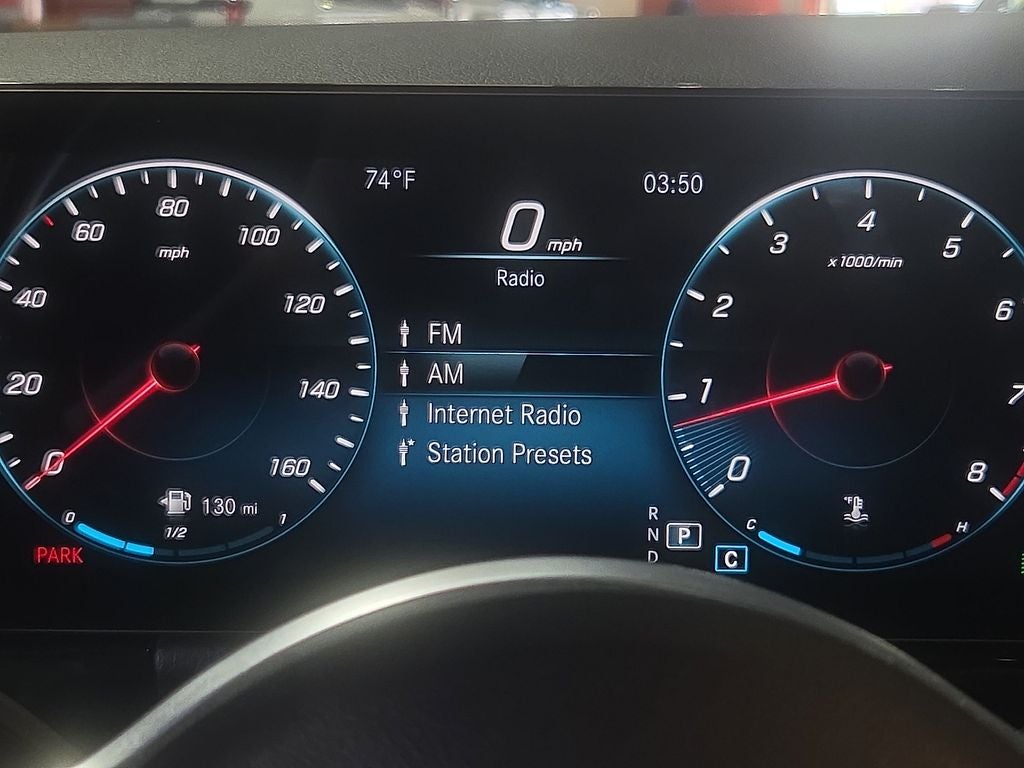 74°F
03:50
0 mph
Radio
FM
AM
Internet Radio
Station Presets
0
20
40
60
80
100
120
140
160
mph
130 mi
0
1/2
1
PARK
R
N
D
P
C
0
1
2
3
4
5
6
7
8
x1000/min
°F
C
H